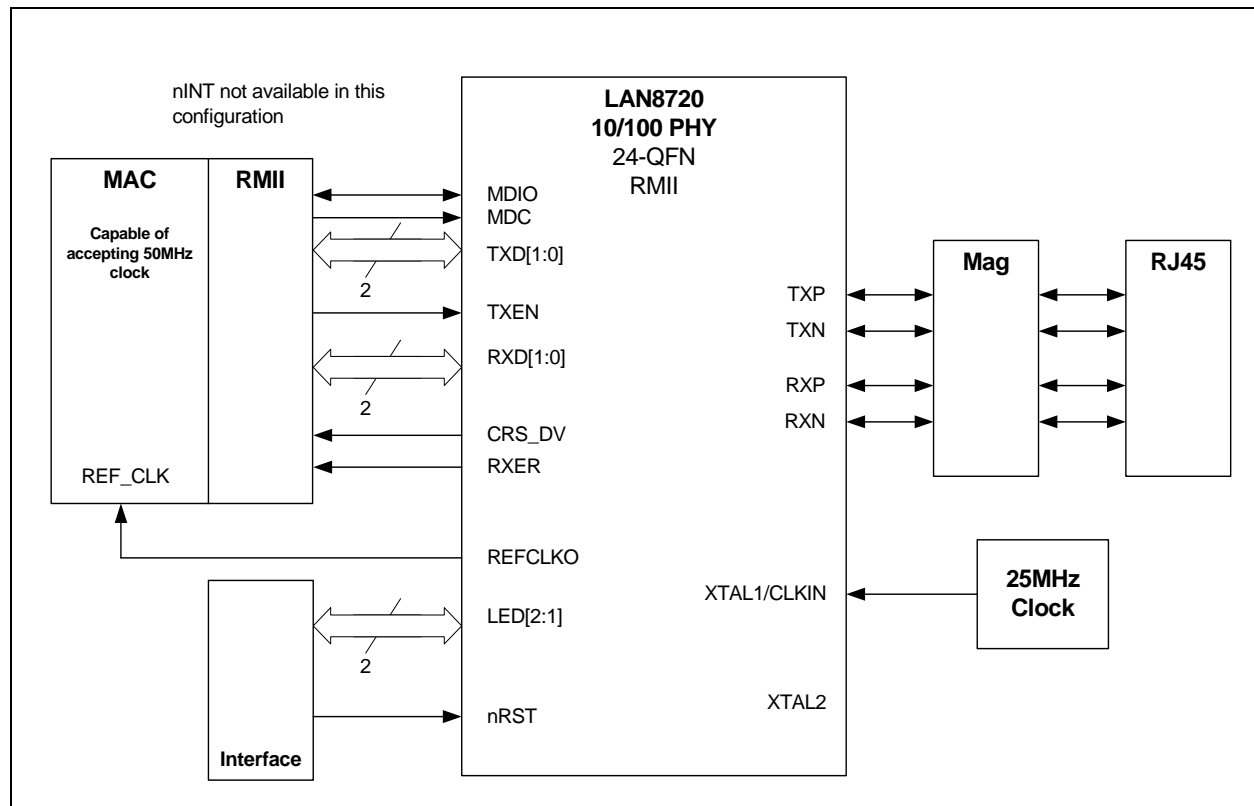 nINT not available in this
configuration
LAN8720
10/100 PHY
24-QFN
RMII
MAC
RMII
Capable of
accepting 50MHz
clock
REF_CLK
MDIO
MDC
TXD[1:0]
2
TXEN
RXD[1:0]
2
CRS_DV
RXER
REFCLKO
LED[2:1]
2
nRST
Interface
TXP
TXN
RXP
RXN
Mag
RJ45
XTAL1/CLKIN
25MHz
Clock
XTAL2